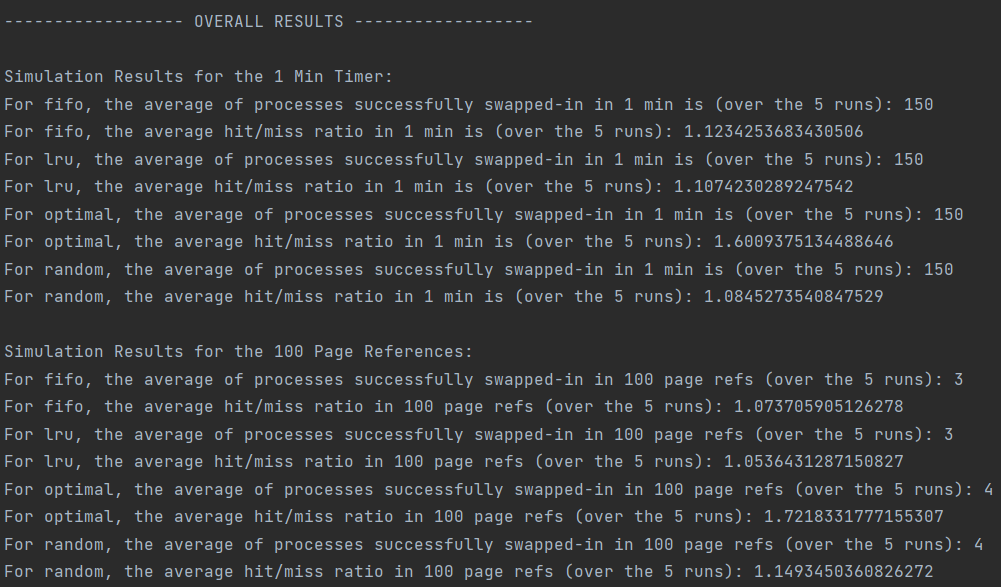 ------------------ OVERALL RESULTS ------------------
Simulation Results for the 1 Min Timer:
For fifo, the average of processes successfully swapped-in in 1 min is (over the 5 runs): 150
For fifo, the average hit/miss ratio in 1 min is (over the 5 runs): 1.1234253683430506
For lru, the average of processes successfully swapped-in in 1 min is (over the 5 runs): 150
For lru, the average hit/miss ratio in 1 min is (over the 5 runs): 1.1074230289247542
For optimal, the average of processes successfully swapped-in in 1 min is (over the 5 runs): 150
For optimal, the average hit/miss ratio in 1 min is (over the 5 runs): 1.6009375134488646
For random, the average of processes successfully swapped-in in 1 min is (over the 5 runs): 150
For random, the average hit/miss ratio in 1 min is (over the 5 runs): 1.0845273540847529
Simulation Results for the 100 Page References:
For fifo, the average of processes successfully swapped-in in 100 page refs (over the 5 runs): 3
For fifo, the average hit/miss ratio in 100 page refs (over the 5 runs): 1.073705905126278
For lru, the average of processes successfully swapped-in in 100 page refs (over the 5 runs): 3
For lru, the average hit/miss ratio in 100 page refs (over the 5 runs): 1.0536431287150827
For optimal, the average of processes successfully swapped-in in 100 page refs (over the 5 runs): 4
For optimal, the average hit/miss ratio in 100 page refs (over the 5 runs): 1.7218331777155307
For random, the average of processes successfully swapped-in in 100 page refs (over the 5 runs): 4
For random, the average hit/miss ratio in 100 page refs (over the 5 runs): 1.1493450360826272